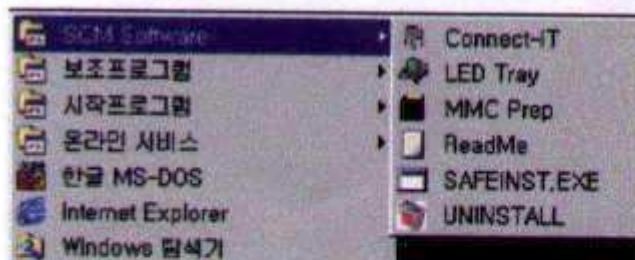 SCM Software
보조프로그램
시작프로그램
온라인 서비스
한글 MS-DOS
Internet Explorer
Windows 탐색기
Connect-IT
LED Tray
MMC Prep
ReadMe
SAFEINST.EXE
UNINSTALL